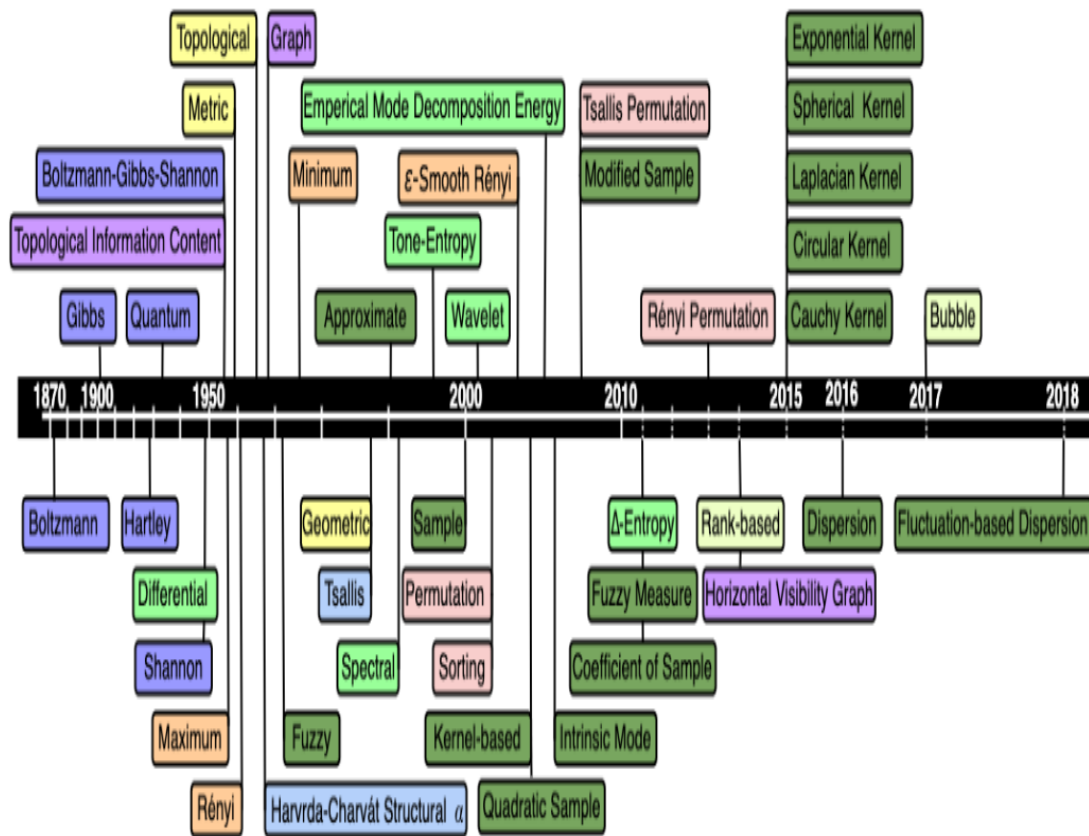 Topological
Graph
Exponential Kernel
Metric
Emperical Mode Decomposition Energy
Tsallis Permutation
Spherical Kernel
Boltzmann-Gibbs-Shannon
Minimum
ε-Smooth Rényi
Modified Sample
Laplacian Kernel
Topological Information Content
Tone-Entropy
Circular Kernel
Gibbs
Quantum
Approximate
Wavelet
Rényi Permutation
Cauchy Kernel
Bubble
1870 1900 1950 2000 2010 2015 2016 2017 2018
Boltzmann
Hartley
Geometric
Sample
Δ-Entropy
Rank-based
Dispersion
Fluctuation-based Dispersion
Differential
Tsallis
Permutation
Fuzzy Measure
Horizontal Visibility Graph
Shannon
Spectral
Sorting
Coefficient of Sample
Maximum
Fuzzy
Kernel-based
Intrinsic Mode
Rényi
Harvrda-Charvát Structural α
Quadratic Sample